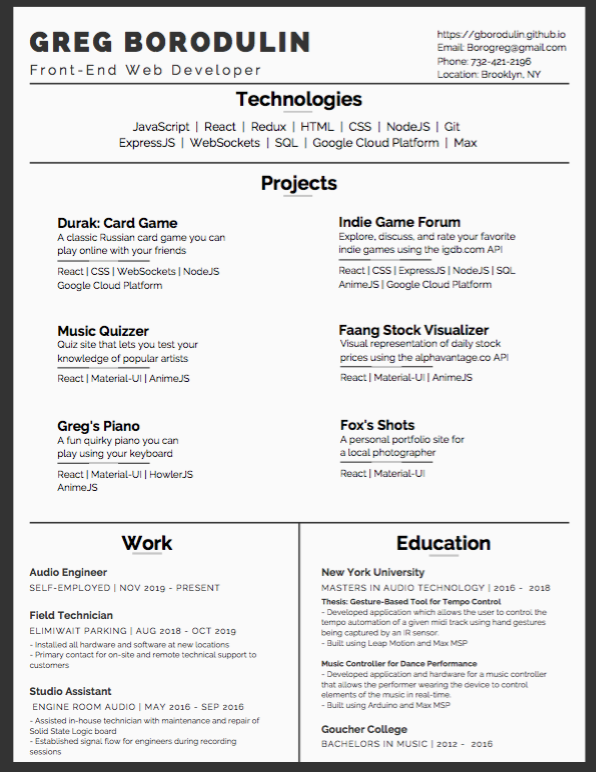 GREG BORODULIN
Front-End Web Developer
https://gborodulin.github.io
Email: Borogreg@gmail.com
Phone: 732-421-2196
Location: Brooklyn, NY
Technologies
JavaScript | React | Redux | HTML | CSS | NodeJS | Git
ExpressJS | WebSockets | SQL | Google Cloud Platform | Max
Projects
Durak: Card Game
A classic Russian card game you can
play online with your friends
React | CSS | WebSockets | NodeJS
Google Cloud Platform
Indie Game Forum
Explore, discuss, and rate your favorite
indie games using the igdb.com API
React | CSS | ExpressJS | NodeJS | SQL
AnimeJS | Google Cloud Platform
Music Quizzer
Quiz site that lets you test your
knowledge of popular artists
React | Material-UI | AnimeJS
Faang Stock Visualizer
Visual representation of daily stock
prices using the alphavantage.co API
React | Material-UI | AnimeJS
Greg's Piano
A fun quirky piano you can
play using your keyboard
React | Material-UI | HowlerJS
AnimeJS
Fox's Shots
A personal portfolio site for
a local photographer
React | Material-UI
Work
Audio Engineer
SELF-EMPLOYED | NOV 2019 - PRESENT
Field Technician
ELIMIWAIT PARKING | AUG 2018 - OCT 2019
- Installed all hardware and software at new locations
- Primary contact for on-site and remote technical support to
customers
Studio Assistant
ENGINE ROOM AUDIO | MAY 2016 - SEP 2016
- Assisted in-house technician with maintenance and repair of
Solid State Logic board
- Established signal flow for engineers during recording
sessions
Education
New York University
MASTERS IN AUDIO TECHNOLOGY | 2016 - 2018
Thesis: Gesture-Based Tool for Tempo Control
- Developed application which allows the user to control the
tempo automation of a given midi track using hand gestures
being captured by an IR sensor.
- Built using Leap Motion and Max MSP
Music Controller for Dance Performance
- Developed application and hardware for a music controller
that allows the performer wearing the device to control
elements of the music in real-time.
- Built using Arduino and Max MSP
Goucher College
BACHELORS IN MUSIC | 2012 - 2016